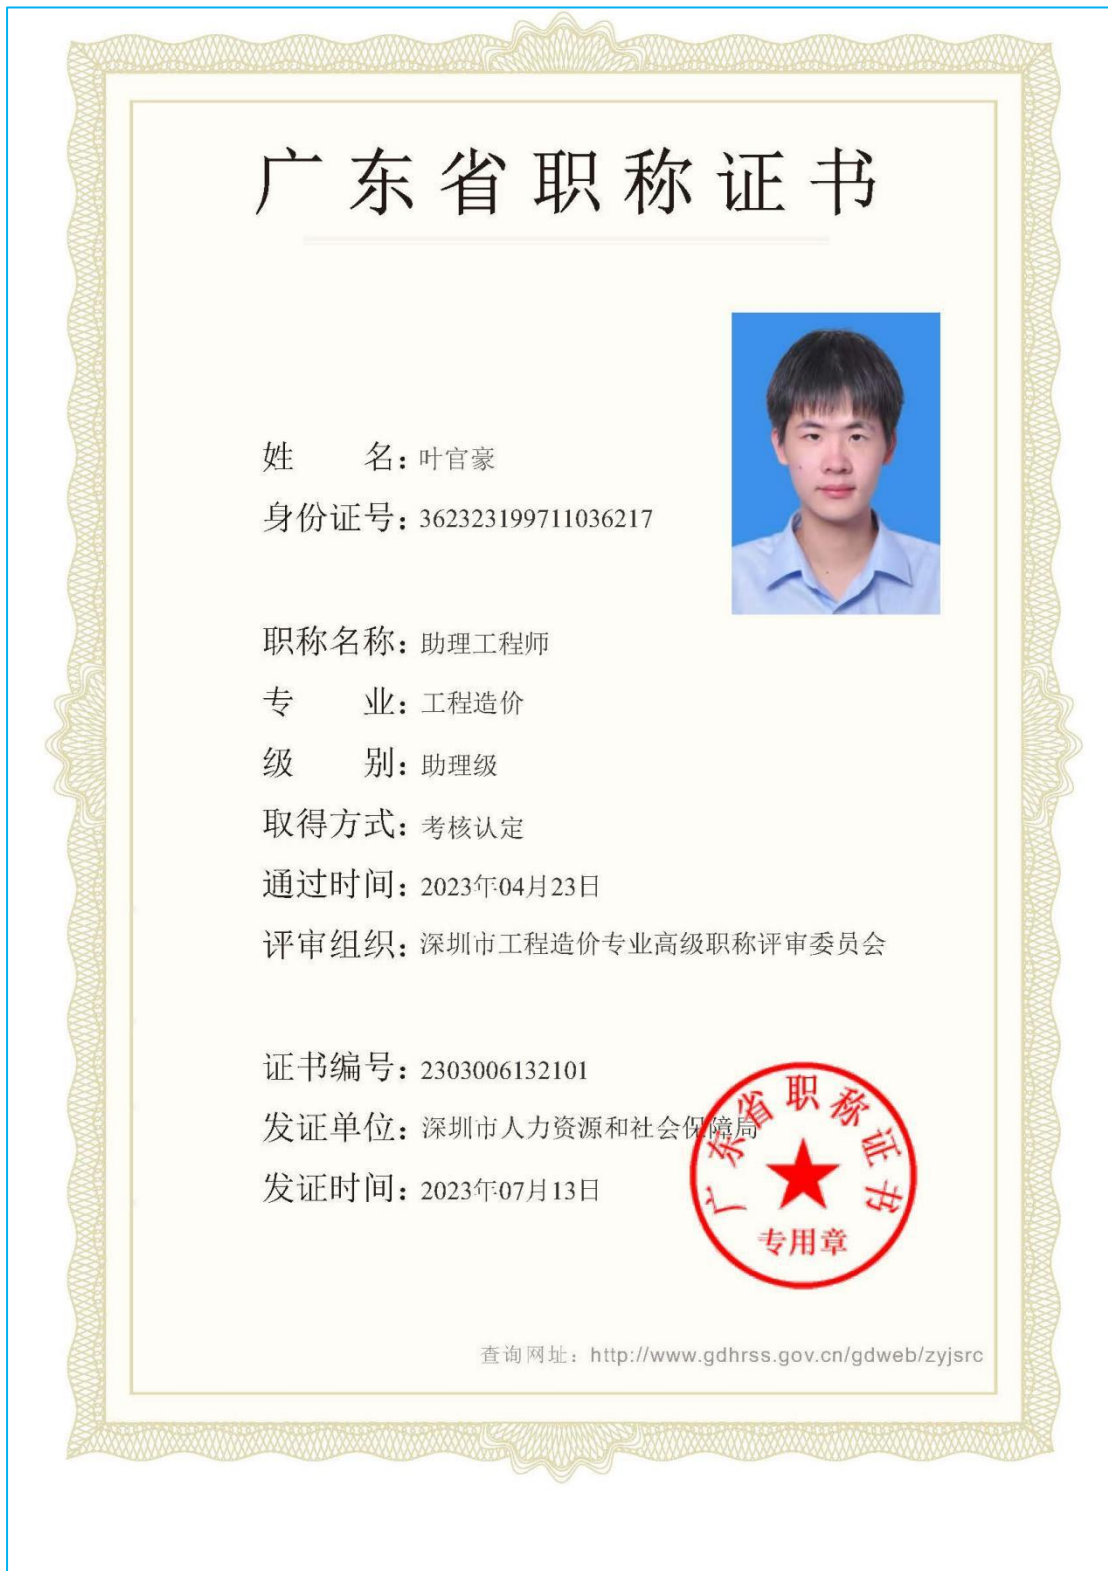 广东省职称证书
姓 名：叶官豪
身份证号：362323199711036217
职称名称：助理工程师
专 业：工程造价
级 别：助理级
取得方式：考核认定
通过时间：2023年04月23日
评审组织：深圳市工程造价专业高级职称评审委员会
证书编号：2303006132101
发证单位：深圳市人力资源和社会保障局
发证时间：2023年07月13日
广东省职称证书
专用章
查询网址：http://www.gdhrss.gov.cn/gdweb/zyjsrc